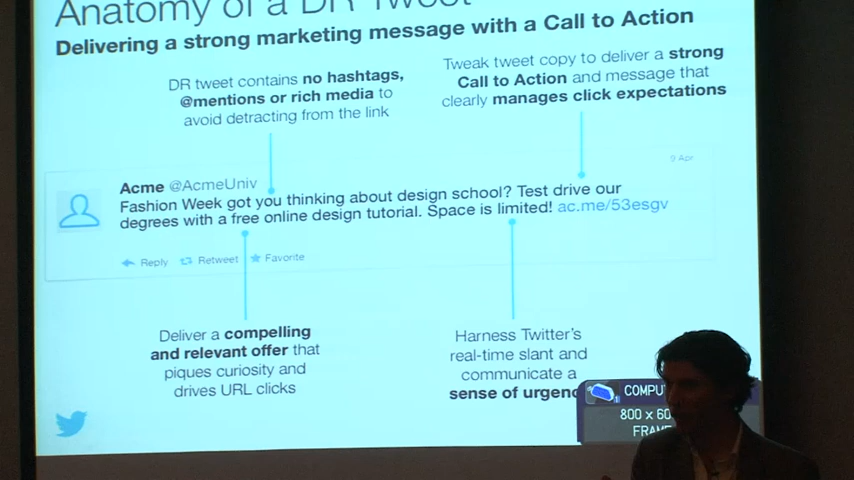 Anatomy of a DR Tweet
Delivering a strong marketing message with a Call to Action
DR tweet contains no hashtags,
@mentions or rich media to
avoid detracting from the link
Tweak tweet copy to deliver a strong
Call to Action and message that
clearly manages click expectations
9 Apr
Acme @AcmeUniv
Fashion Week got you thinking about design school? Test drive our
degrees with a free online design tutorial. Space is limited! ac.me/53esgv
Reply Retweet Favorite
Deliver a compelling
and relevant offer that
piques curiosity and
drives URL clicks
Harness Twitter's
real-time slant and
communicate a
sense of urgenc
COMPU
800 x 60
FRAME